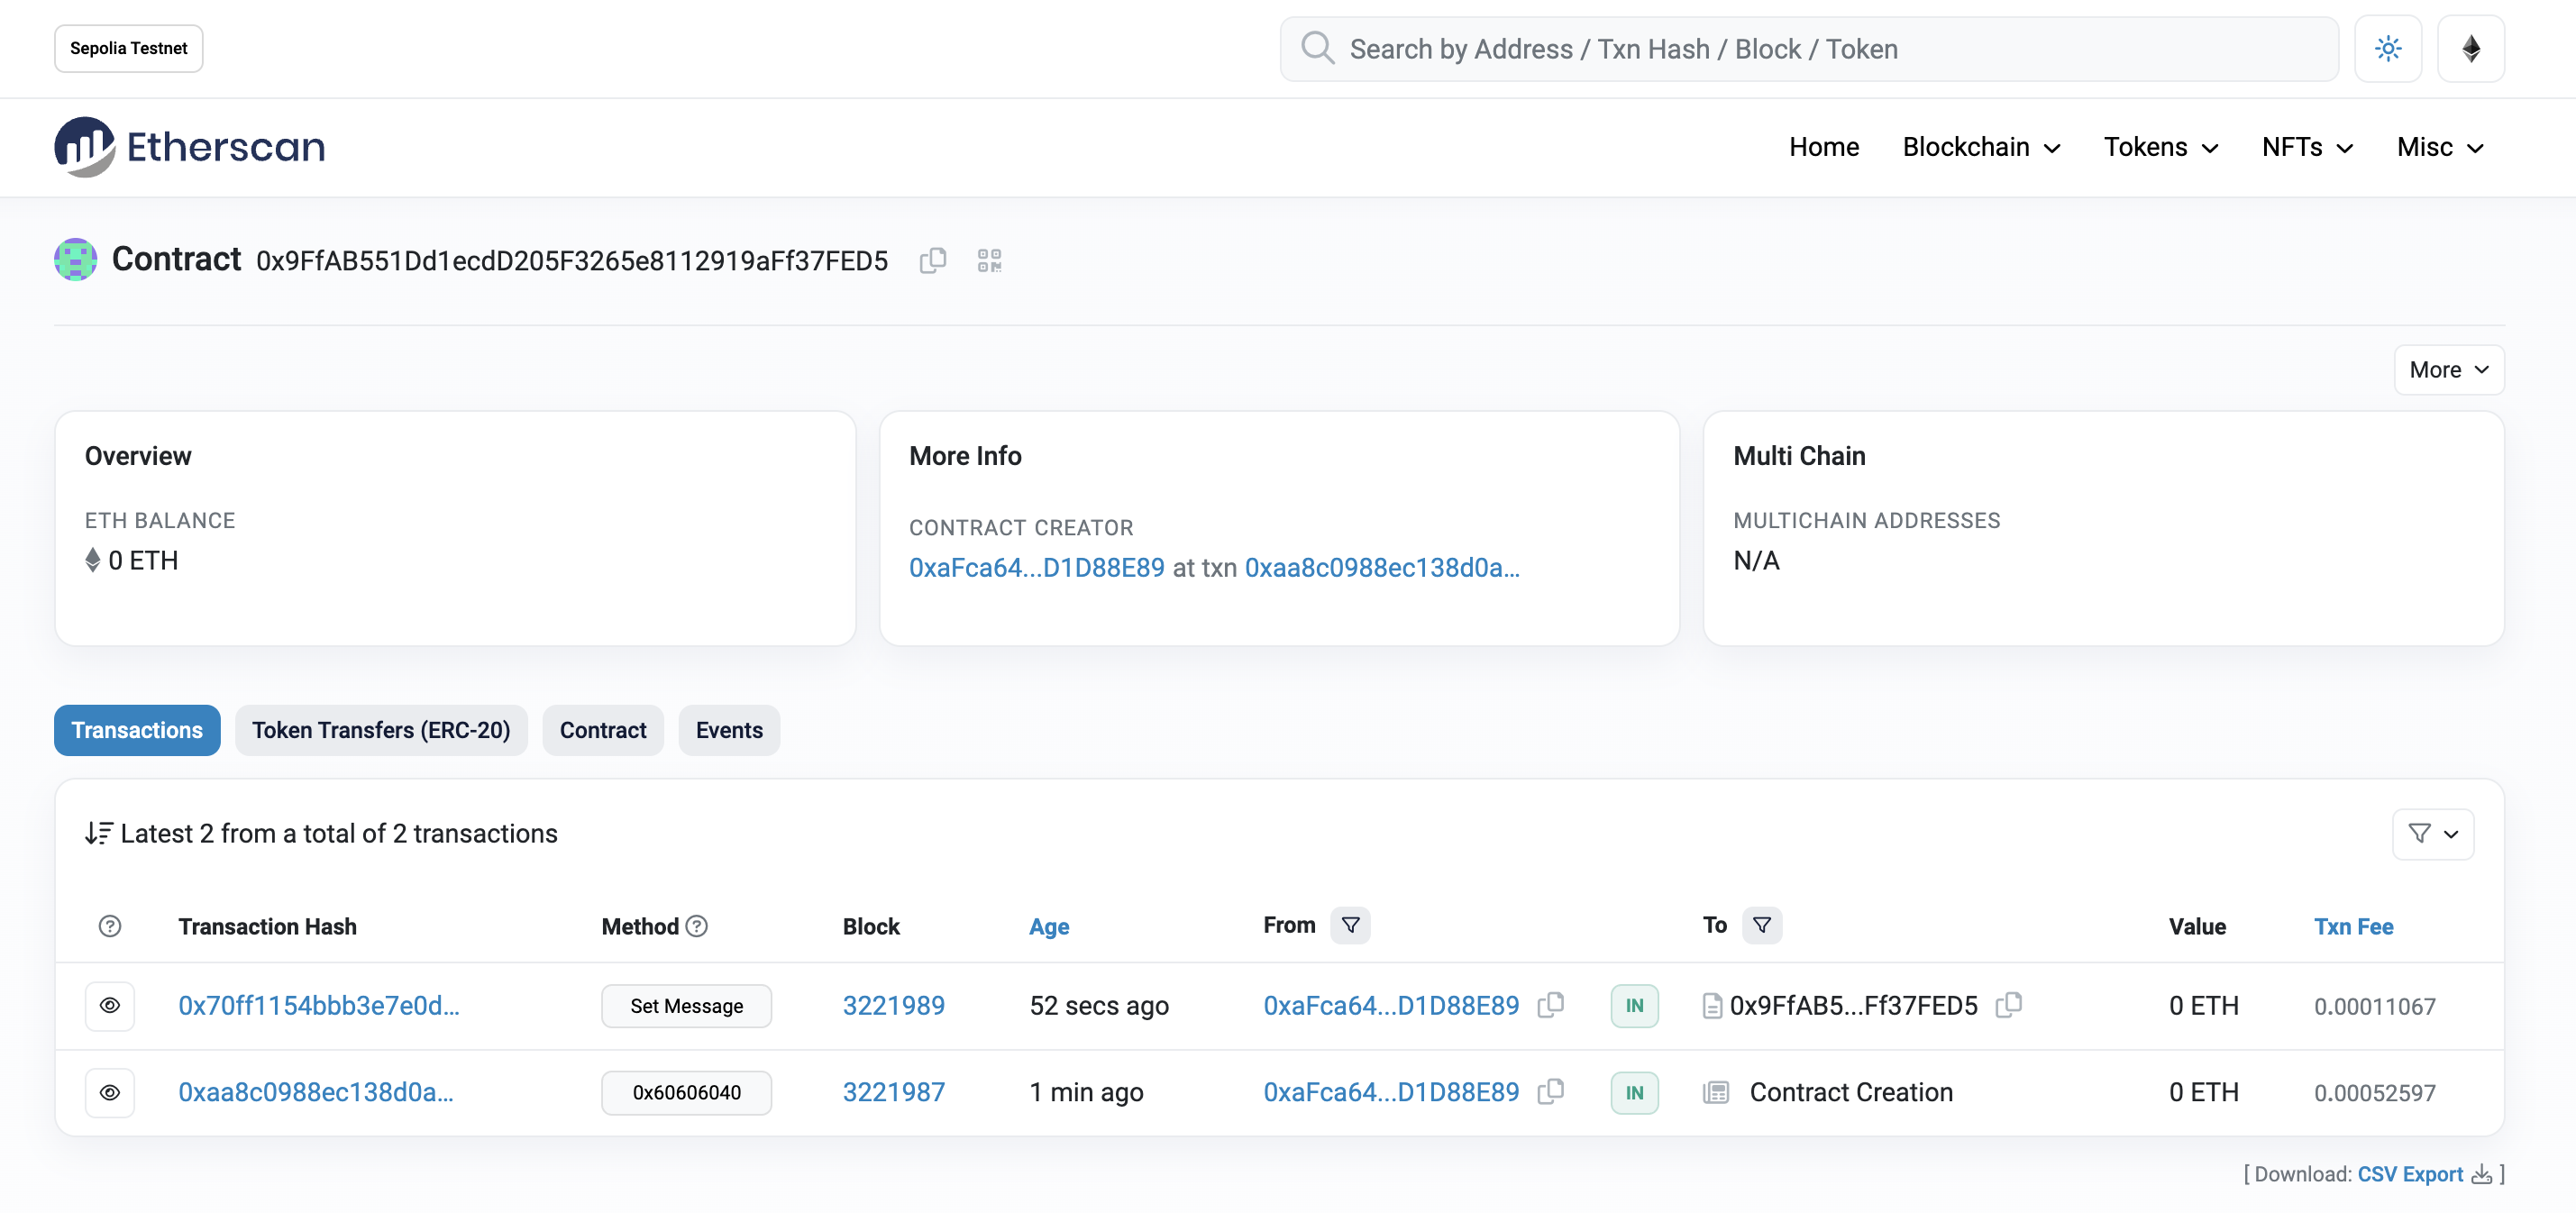 Sepolia Testnet
Search by Address / Txn Hash / Block / Token
Etherscan
Home Blockchain Tokens NFTs Misc
Contract 0x9FfAB551Dd1ecdD205F3265e8112919aFf37FED5
More
Overview
ETH BALANCE
0 ETH
More Info
CONTRACT CREATOR
0xaFca64...D1D88E89 at txn 0xaa8c0988ec138d0a...
Multi Chain
MULTICHAIN ADDRESSES
N/A
Transactions Token Transfers (ERC-20) Contract Events
Latest 2 from a total of 2 transactions
Transaction Hash Method Block Age From To Value Txn Fee
0x70ff1154bbb3e7e0d... Set Message 3221989 52 secs ago 0xaFca64...D1D88E89 IN 0x9FfAB5...Ff37FED5 0 ETH 0.00011067
0xaa8c0988ec138d0a... 0x60606040 3221987 1 min ago 0xaFca64...D1D88E89 IN Contract Creation 0 ETH 0.00052597
[ Download: CSV Export ]